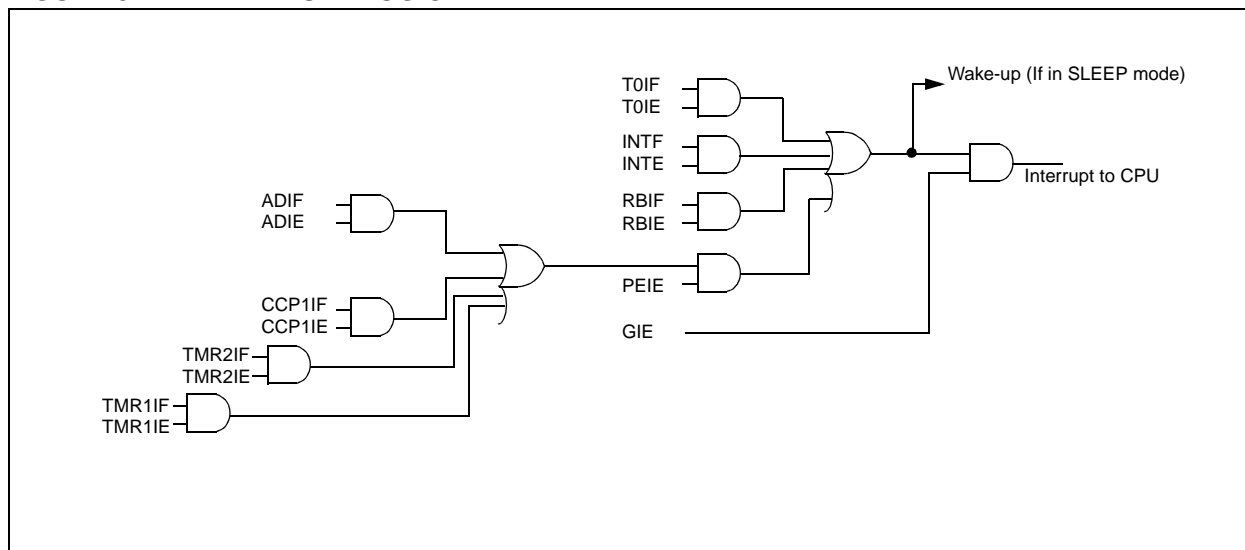 Wake-up (If in SLEEP mode)
T0IF
T0IE
INTF
INTE
Interrupt to CPU
RBIF
RBIE
ADIF
ADIE
PEIE
CCP1IF
CCP1IE
GIE
TMR2IF
TMR2IE
TMR1IF
TMR1IE